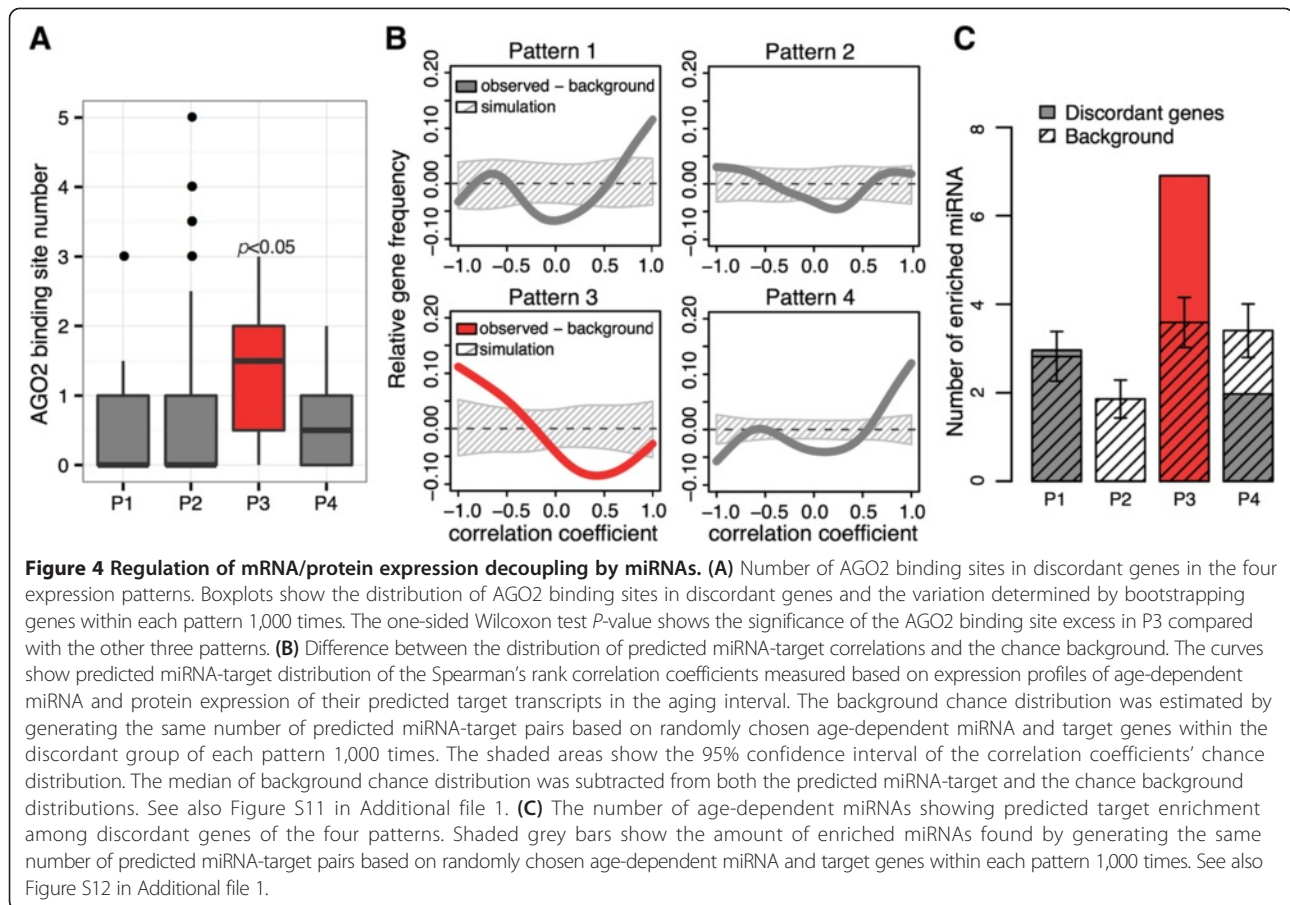 A
AGO2 binding site number
5
4
3
2
1
0
p<0.05
P1 P2 P3 P4
B
Relative gene frequency
Pattern 1
0.20
0.10
0.00
−0.10
observed − background
simulation
−1.0 −0.5 0.0 0.5 1.0
Pattern 2
0.20
0.10
0.00
−0.10
−1.0 −0.5 0.0 0.5 1.0
Pattern 3
0.20
0.10
0.00
−0.10
observed − background
simulation
−1.0 −0.5 0.0 0.5 1.0
correlation coefficient
Pattern 4
0.20
0.10
0.00
−0.10
−1.0 −0.5 0.0 0.5 1.0
correlation coefficient
C
Number of enriched miRNA
8
6
4
2
0
Discordant genes
Background
P1 P2 P3 P4
Figure 4 Regulation of mRNA/protein expression decoupling by miRNAs. (A) Number of AGO2 binding sites in discordant genes in the four
expression patterns. Boxplots show the distribution of AGO2 binding sites in discordant genes and the variation determined by bootstrapping
genes within each pattern 1,000 times. The one-sided Wilcoxon test P-value shows the significance of the AGO2 binding site excess in P3 compared
with the other three patterns. (B) Difference between the distribution of predicted miRNA-target correlations and the chance background. The curves
show predicted miRNA-target distribution of the Spearman's rank correlation coefficients measured based on expression profiles of age-dependent
miRNA and protein expression of their predicted target transcripts in the aging interval. The background chance distribution was estimated by
generating the same number of predicted miRNA-target pairs based on randomly chosen age-dependent miRNA and target genes within the
discordant group of each pattern 1,000 times. The shaded areas show the 95% confidence interval of the correlation coefficients' chance
distribution. The median of background chance distribution was subtracted from both the predicted miRNA-target and the chance background
distributions. See also Figure S11 in Additional file 1. (C) The number of age-dependent miRNAs showing predicted target enrichment
among discordant genes of the four patterns. Shaded grey bars show the amount of enriched miRNAs found by generating the same
number of predicted miRNA-target pairs based on randomly chosen age-dependent miRNA and target genes within each pattern 1,000 times. See also
Figure S12 in Additional file 1.